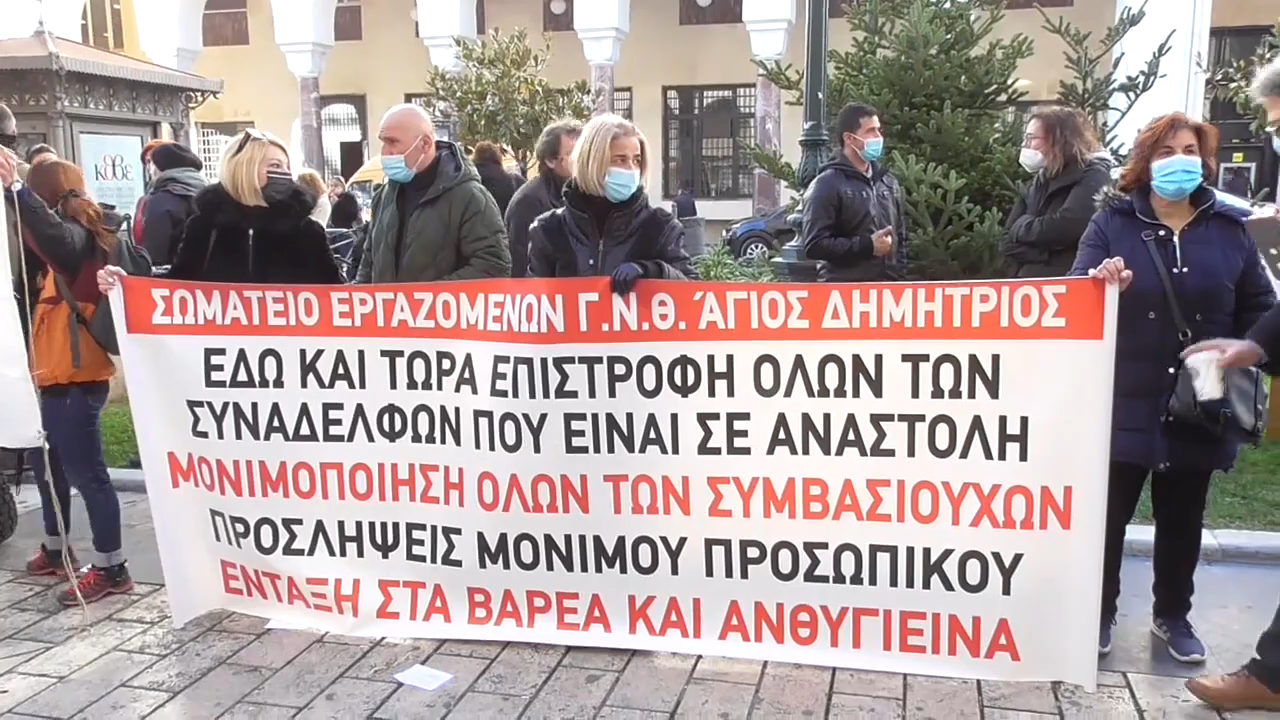 ΣΩΜΑΤΕΙΟ ΕΡΓΑΖΟΜΕΝΩΝ Γ.Ν.Θ. ΆΓΙΟΣ ΔΗΜΗΤΡΙΟΣ
ΕΔΩ ΚΑΙ ΤΩΡΑ ΕΠΙΣΤΡΟΦΗ ΟΛΩΝ ΤΩΝ
ΣΥΝΑΔΕΛΦΩΝ ΠΟΥ ΕΙΝΑΙ ΣΕ ΑΝΑΣΤΟΛΗ
ΜΟΝΙΜΟΠΟΙΗΣΗ ΟΛΩΝ ΤΩΝ ΣΥΜΒΑΣΙΟΥΧΩΝ
ΠΡΟΣΛΗΨΕΙΣ ΜΟΝΙΜΟΥ ΠΡΟΣΩΠΙΚΟΥ
ΕΝΤΑΞΗ ΣΤΑ ΒΑΡΕΑ ΚΑΙ ΑΝΘΥΓΙΕΙΝΑ